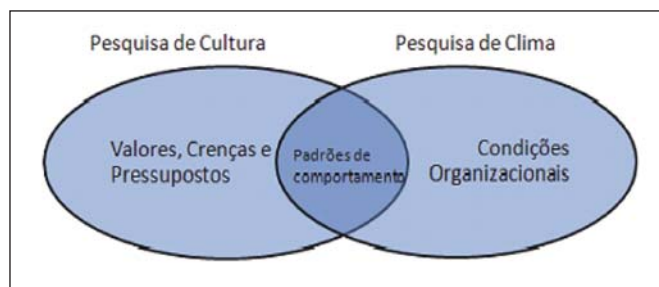 Pesquisa de Cultura
Pesquisa de Clima
Valores, Crenças e
Pressupostos
Padrões de
comportamento
Condições
Organizacionais